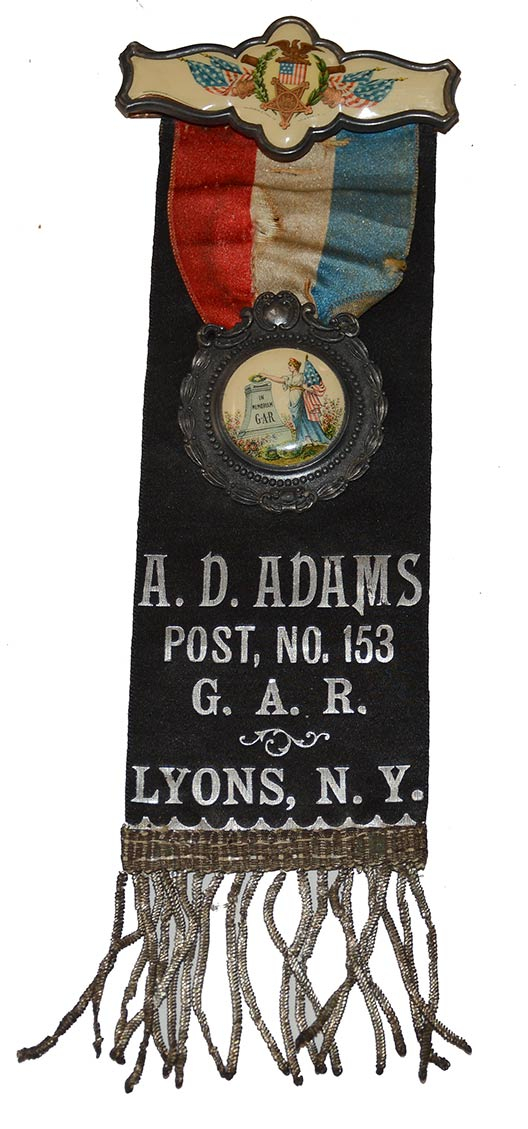 IN
MEMORIAM
G·A·R
A. D. ADAMS
POST, NO. 153
G. A. R.
LYONS, N. Y.